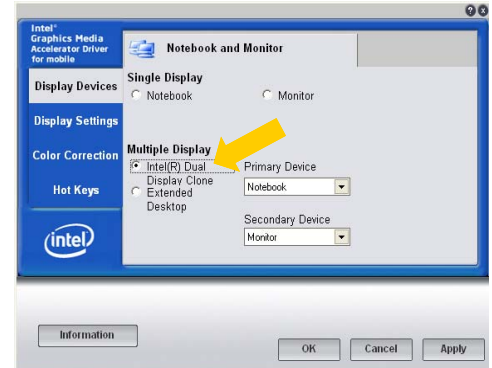 Intel®
Graphics Media
Accelerator Driver
for mobile
Notebook and Monitor
Display Devices
Display Settings
Color Correction
Hot Keys
intel
Single Display
Notebook
Monitor
Multiple Display
Intel(R) Dual
Display Clone
Extended
Desktop
Primary Device
Notebook
Secondary Device
Monitor
Information
OK
Cancel
Apply